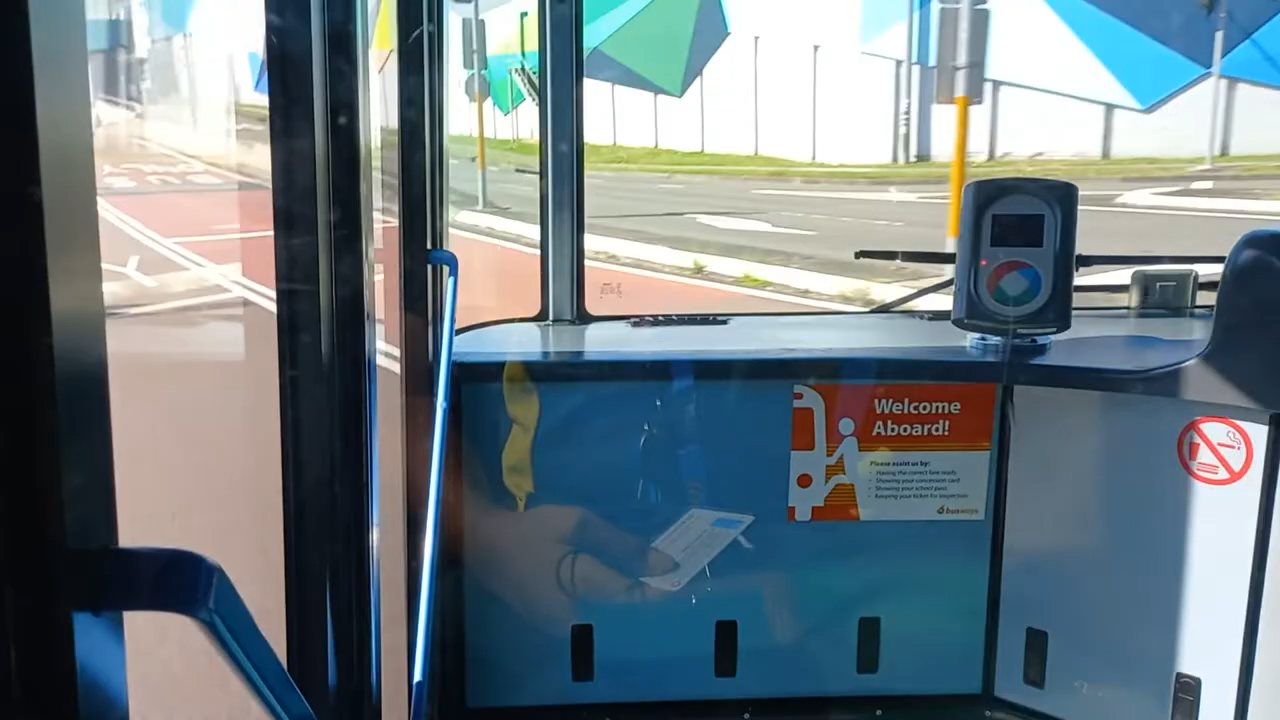 Welcome
Aboard!
Please assist us by:
• Having the correct fare ready
• Showing your concession card
• Showing your school pass
• Keeping your ticket for inspection
busways